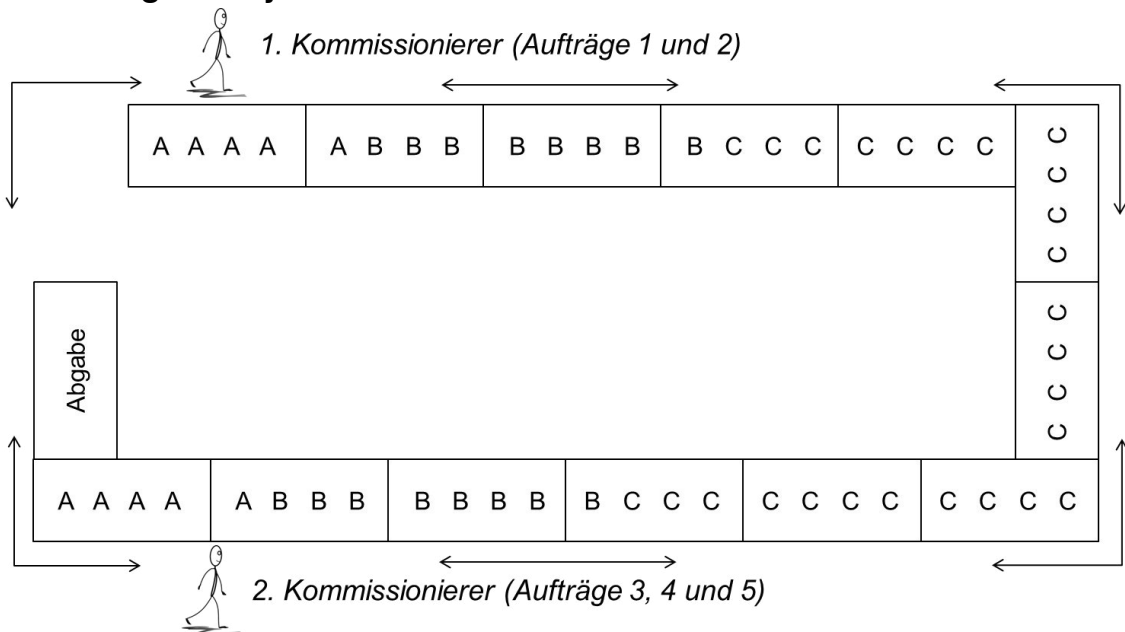 1. Kommissionierer (Aufträge 1 und 2)
A A A A A B B B B B B B B C C C C C C C
C C C C
C C C C
Abgabe
A A A A A B B B B B B B B C C C C C C C C C C C
2. Kommissionierer (Aufträge 3, 4 und 5)